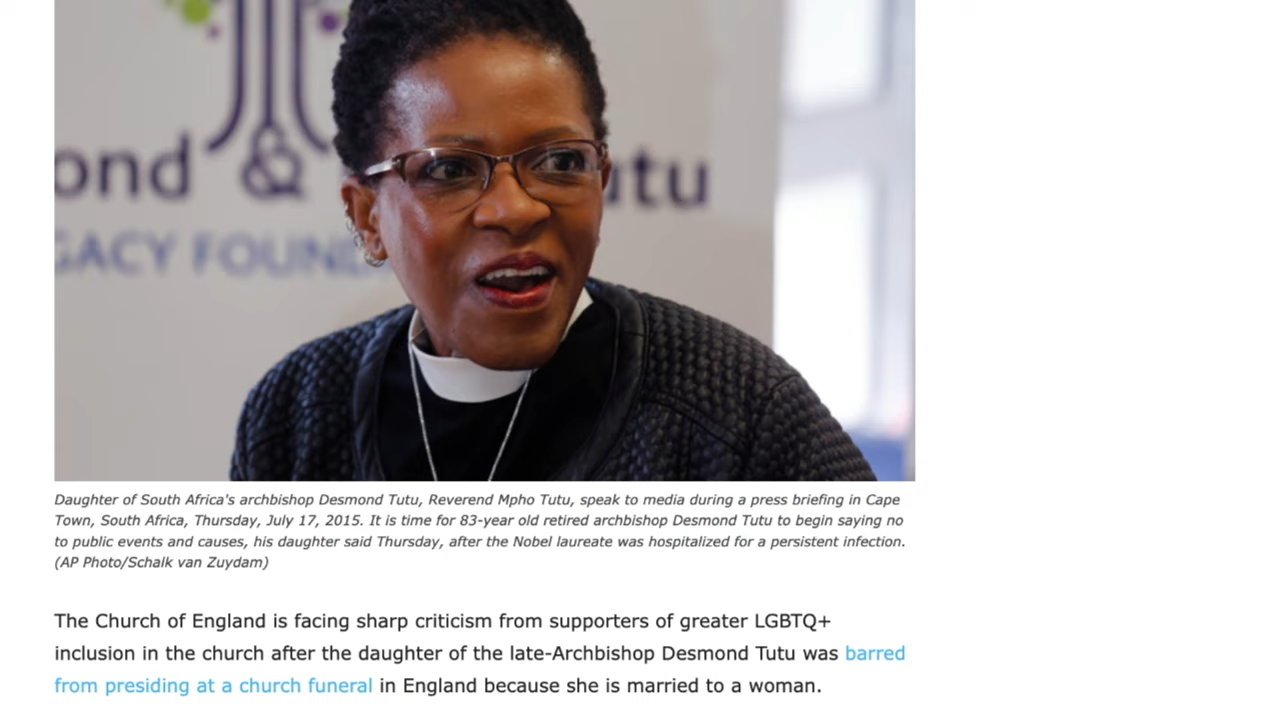 ond & utu
GACY FOUND
Daughter of South Africa's archbishop Desmond Tutu, Reverend Mpho Tutu, speak to media during a press briefing in Cape
Town, South Africa, Thursday, July 17, 2015. It is time for 83-year old retired archbishop Desmond Tutu to begin saying no
to public events and causes, his daughter said Thursday, after the Nobel laureate was hospitalized for a persistent infection.
(AP Photo/Schalk van Zuydam)
The Church of England is facing sharp criticism from supporters of greater LGBTQ+
inclusion in the church after the daughter of the late-Archbishop Desmond Tutu was barred
from presiding at a church funeral in England because she is married to a woman.